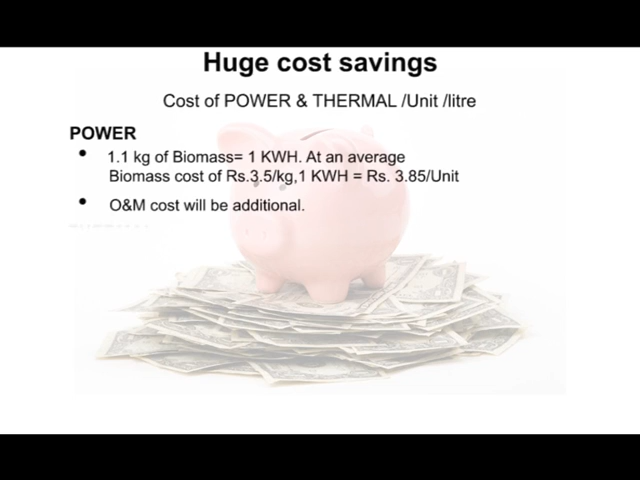 Huge cost savings
Cost of POWER & THERMAL /Unit /litre
POWER
• 1.1 kg of Biomass= 1 KWH. At an average
Biomass cost of Rs.3.5/kg,1 KWH = Rs. 3.85/Unit
• O&M cost will be additional.